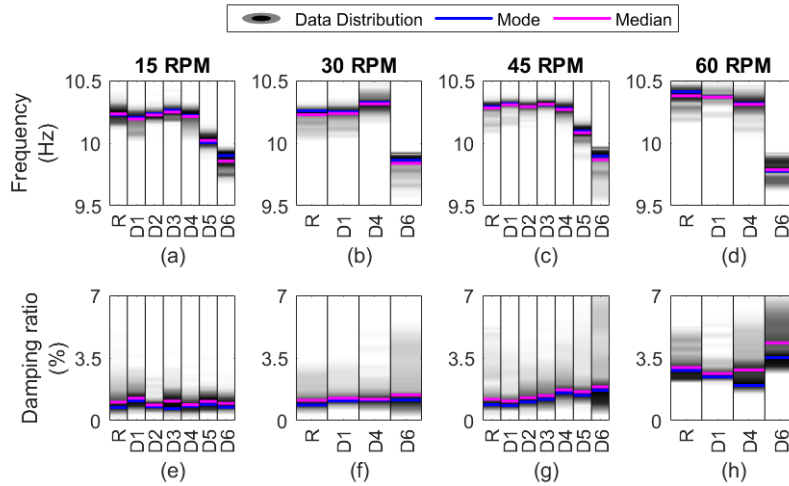 Data Distribution Mode Median
15 RPM 30 RPM 45 RPM 60 RPM
Frequency
(Hz)
10.5 10 9.5
R D1 D2 D3 D4 D5 D6
(a)
10.5 10 9.5
R D1 D4 D6
(b)
10.5 10 9.5
R D1 D2 D3 D4 D5 D6
(c)
10.5 10 9.5
R D1 D4 D6
(d)
Damping ratio
(%)
7 3.5 0
R D1 D2 D3 D4 D5 D6
(e)
7 3.5 0
R D1 D4 D6
(f)
7 3.5 0
R D1 D2 D3 D4 D5 D6
(g)
7 3.5 0
R D1 D4 D6
(h)